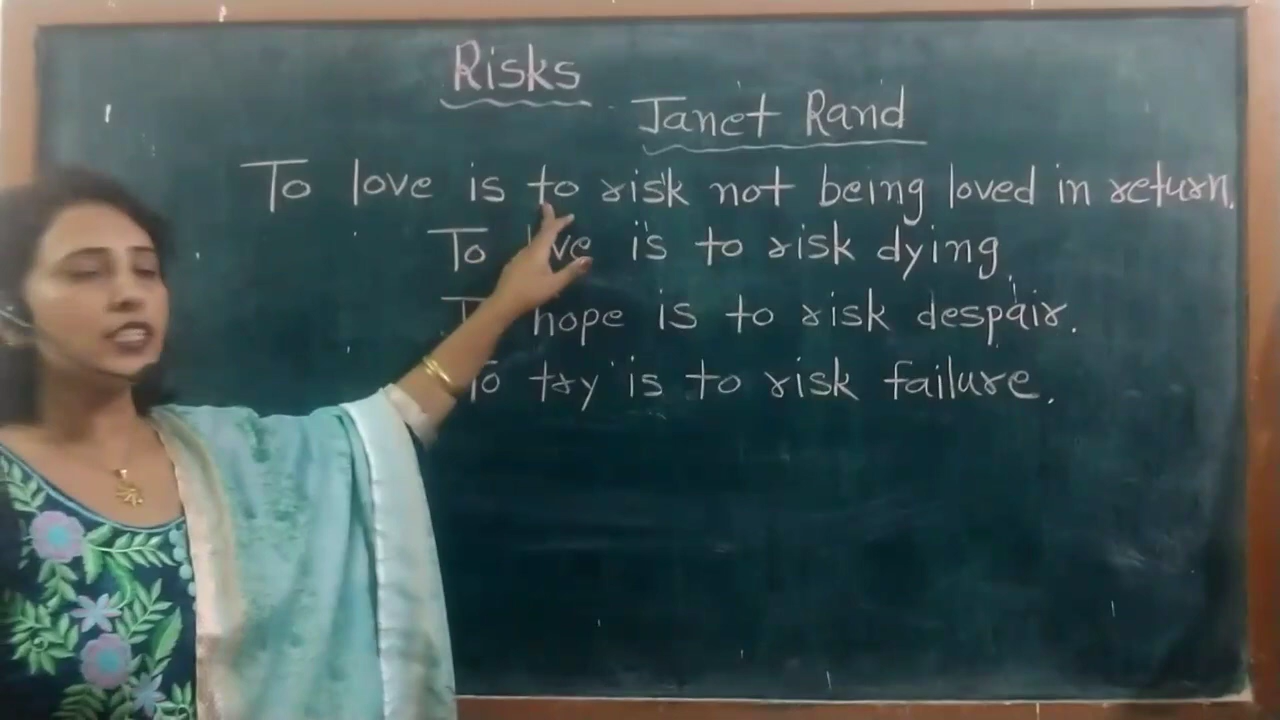 Risks
Janet Rand
To love is to risk not being loved in return.
To live is to risk dying.
To hope is to risk despair.
To try is to risk failure.